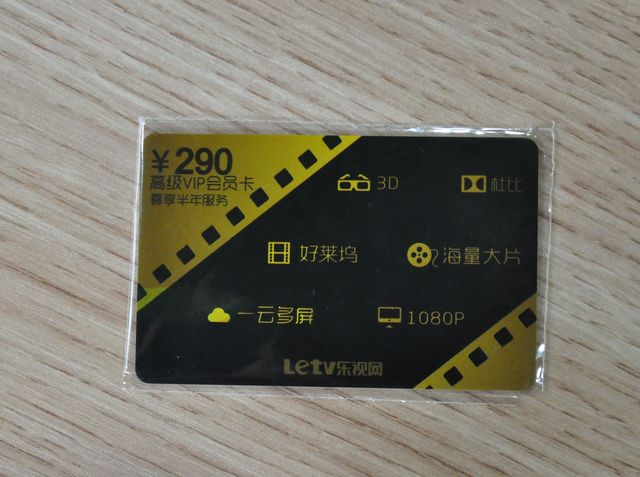 ¥290
高级VIP会员卡
尊享半年服务
3D
杜比
好莱坞
海量大片
一云多屏
1080P
Letv乐视网